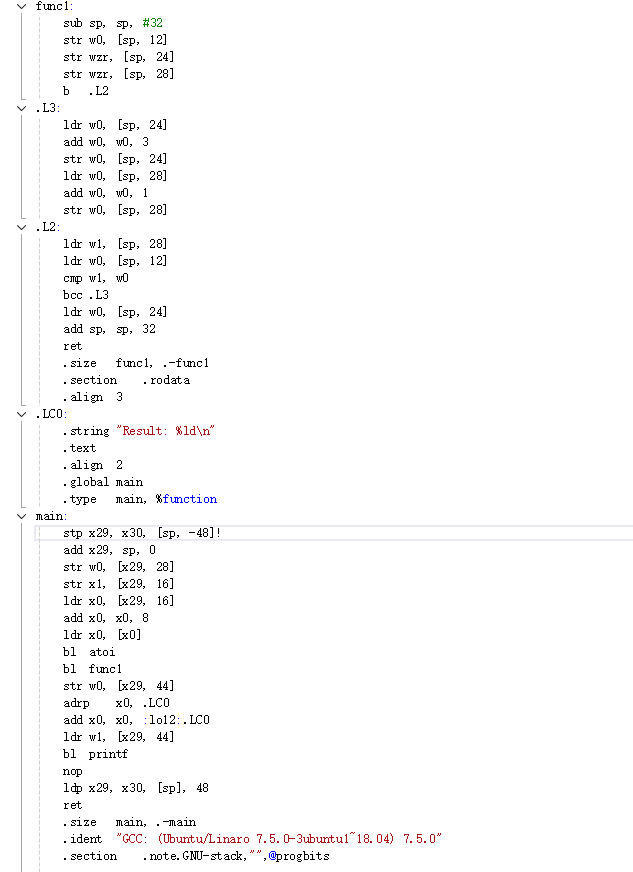 func1:
sub sp, sp, #32
str w0, [sp, 12]
str wzr, [sp, 24]
str wzr, [sp, 28]
b .L2
.L3:
ldr w0, [sp, 24]
add w0, w0, 3
str w0, [sp, 24]
ldr w0, [sp, 28]
add w0, w0, 1
str w0, [sp, 28]
.L2:
ldr w1, [sp, 28]
ldr w0, [sp, 12]
cmp w1, w0
bcc .L3
ldr w0, [sp, 24]
add sp, sp, 32
ret
.size func1, .-func1
.section .rodata
.align 3
.LC0:
.string "Result: %ld\n"
.text
.align 2
.global main
.type main, %function
main:
stp x29, x30, [sp, -48]!
add x29, sp, 0
str w0, [x29, 28]
str x1, [x29, 16]
ldr x0, [x29, 16]
add x0, x0, 8
ldr x0, [x0]
bl atoi
bl func1
str w0, [x29, 44]
adrp x0, .LC0
add x0, x0, :lo12:.LC0
ldr w1, [x29, 44]
bl printf
nop
ldp x29, x30, [sp], 48
ret
.size main, .-main
.ident "GCC: (Ubuntu/Linaro 7.5.0-3ubuntu1~18.04) 7.5.0"
.section .note.GNU-stack,"",@progbits